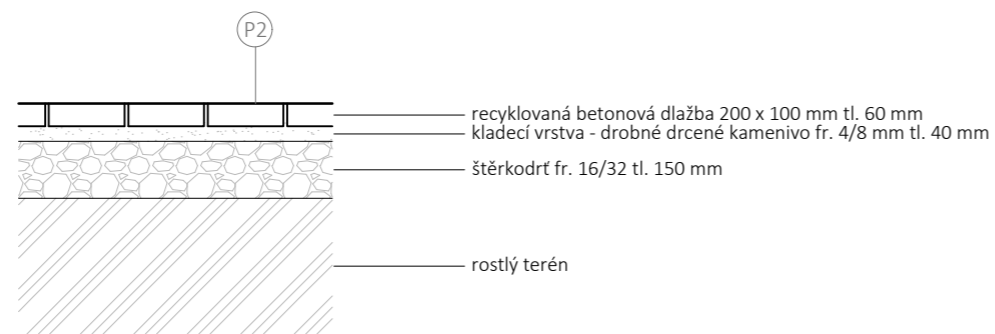 P2
recyklovaná betonová dlažba 200 x 100 mm tl. 60 mm
kladecí vrstva - drobné drcené kamenivo fr. 4/8 mm tl. 40 mm
štěrkodrť fr. 16/32 tl. 150 mm
rostlý terén